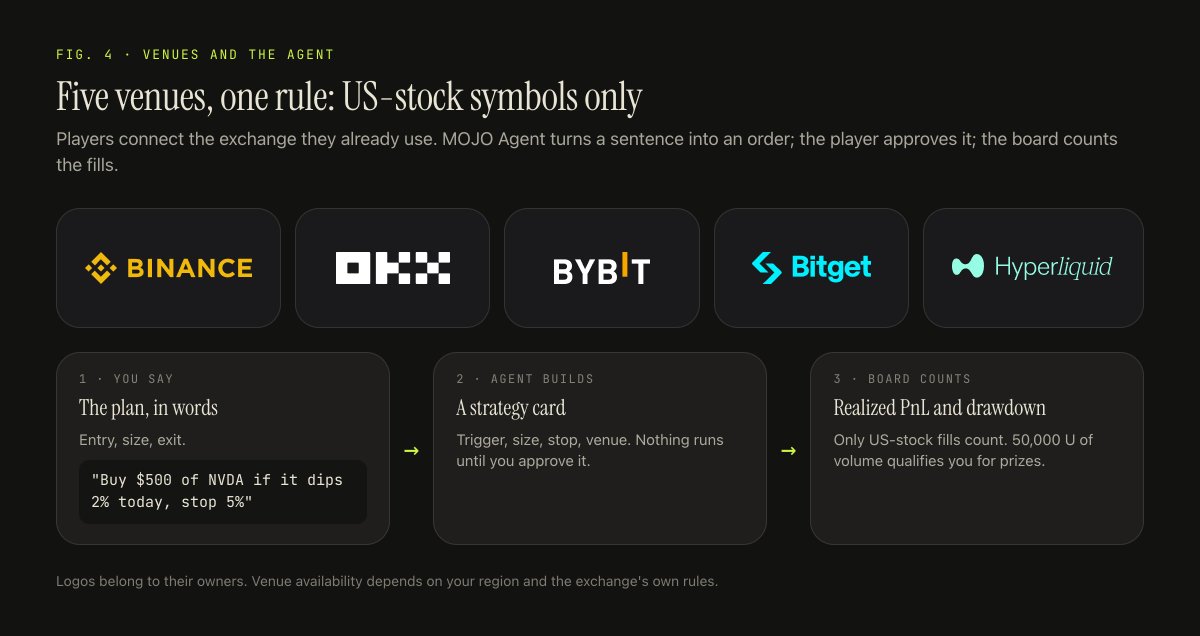 FIG. 4 · VENUES AND THE AGENT
Five venues, one rule: US-stock symbols only
Players connect the exchange they already use. MOJO Agent turns a sentence into an order; the player approves it; the board counts
the fills.
BINANCE
OKX
BYBIT
Bitget
Hyperliquid
1 · YOU SAY
The plan, in words
Entry, size, exit.
"Buy $500 of NVDA if it dips
2% today, stop 5%"
→
2 · AGENT BUILDS
A strategy card
Trigger, size, stop, venue. Nothing runs
until you approve it.
→
3 · BOARD COUNTS
Realized PnL and drawdown
Only US-stock fills count. 50,000 U of
volume qualifies you for prizes.
Logos belong to their owners. Venue availability depends on your region and the exchange's own rules.